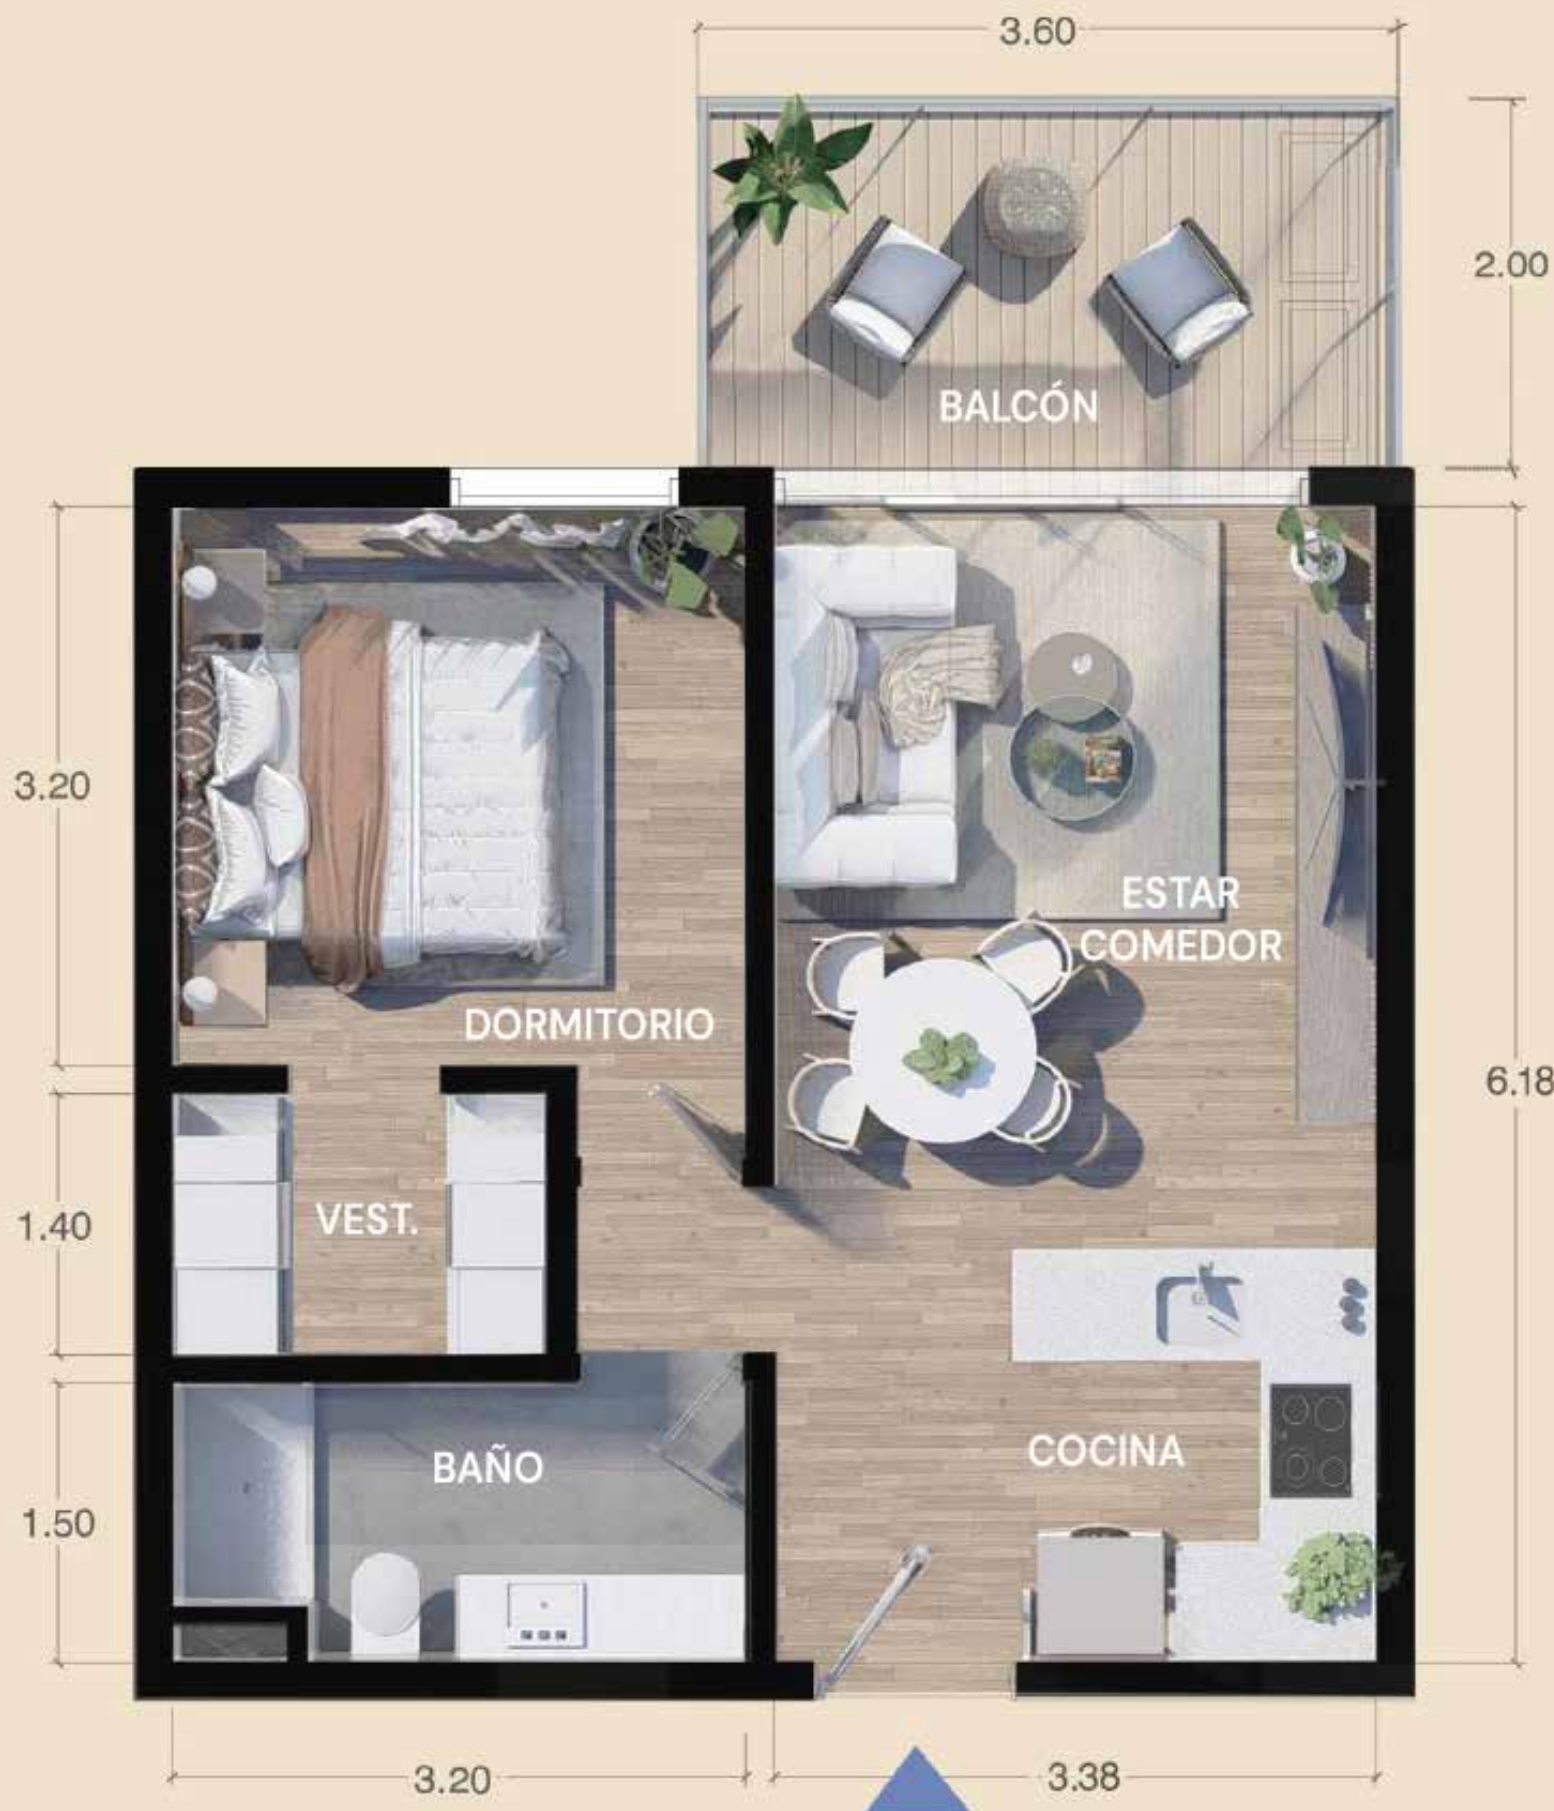 3.60
2.00
BALCÓN
3.20
ESTAR
COMEDOR
DORMITORIO
6.18
1.40
VEST.
BAÑO
COCINA
1.50
3.20
3.38